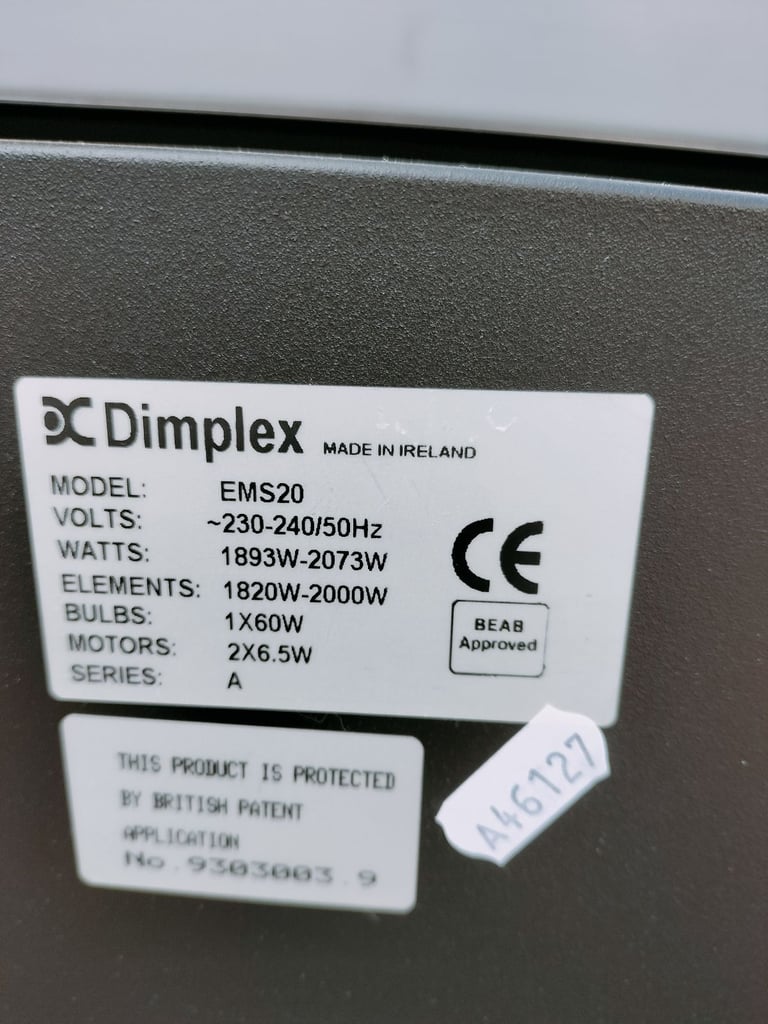 Dimplex MADE IN IRELAND
MODEL: EMS20
VOLTS: ~230-240/50Hz
WATTS: 1893W-2073W
ELEMENTS: 1820W-2000W
BULBS: 1X60W
MOTORS: 2X6.5W
SERIES: A
CE
BEAB
Approved
THIS PRODUCT IS PROTECTED
BY BRITISH PATENT
APPLICATION
No.9303003.9
A46127